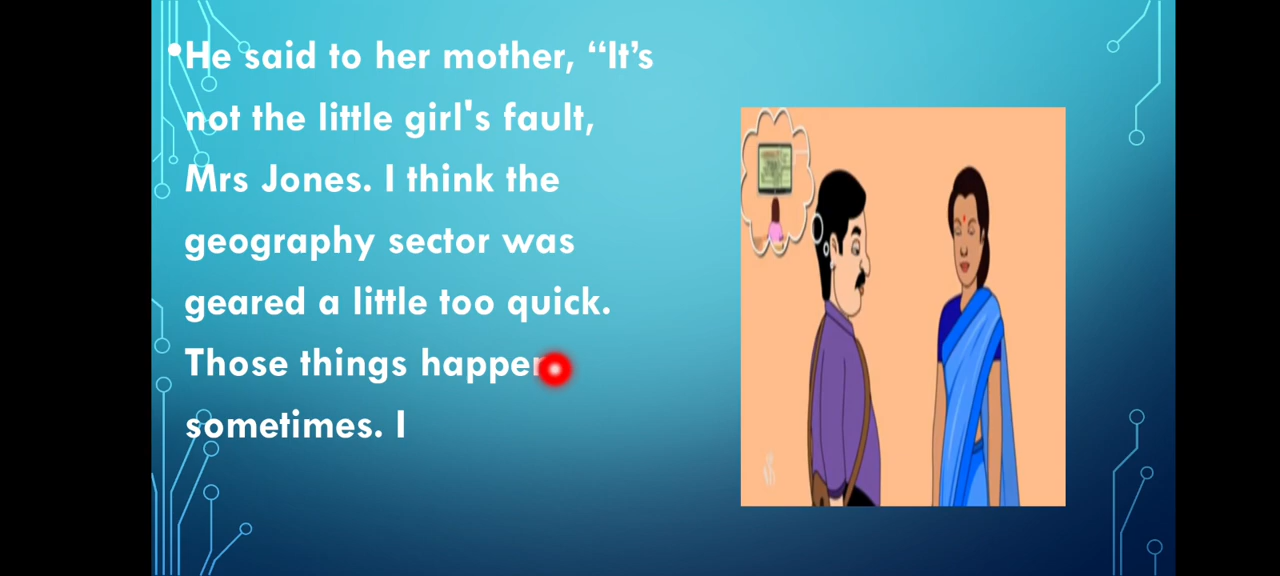 He said to her mother, “It’s
not the little girl's fault,
Mrs Jones. I think the
geography sector was
geared a little too quick.
Those things happen
sometimes. I